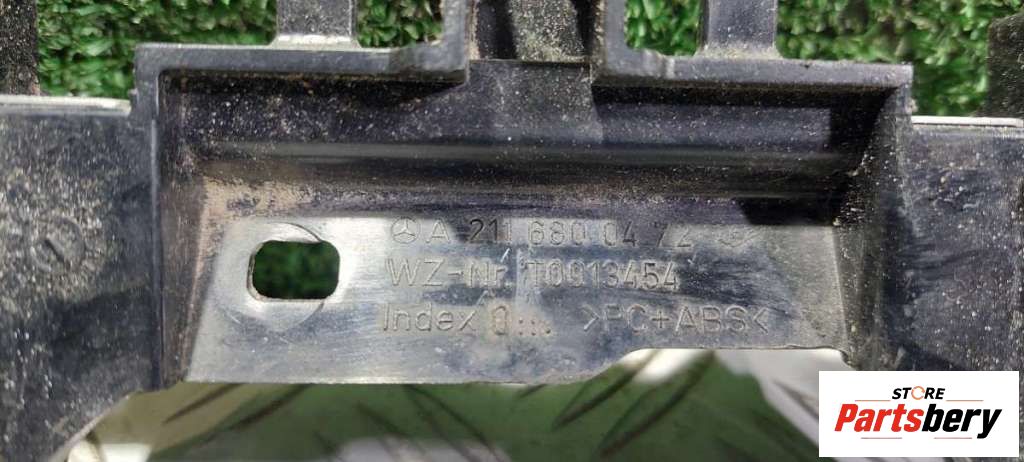 A 211 680 04 72
WZ-Nr. T0013454
Index 0 ...
>PC+ABS<
STORE
Partsbery